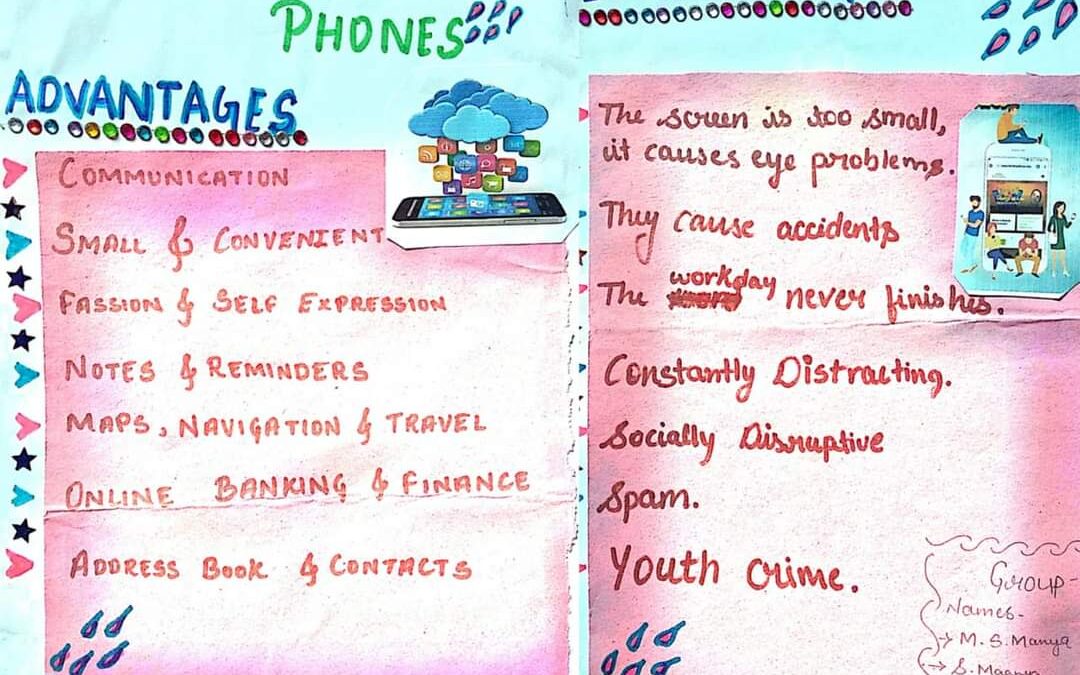 PHONES
ADVANTAGES
COMMUNICATION
SMALL & CONVENIENT
FASSION & SELF EXPRESSION
NOTES & REMINDERS
MAPS, NAVIGATION & TRAVEL
ONLINE BANKING & FINANCE
ADDRESS BOOK & CONTACTS
The screen is too small,
it causes eye problems.
They cause accidents
The workday never finishes.
Constantly Distracting.
Socially Disruptive
Spam.
Youth crime.
GROUP-
Names-
→ M. S. Manya